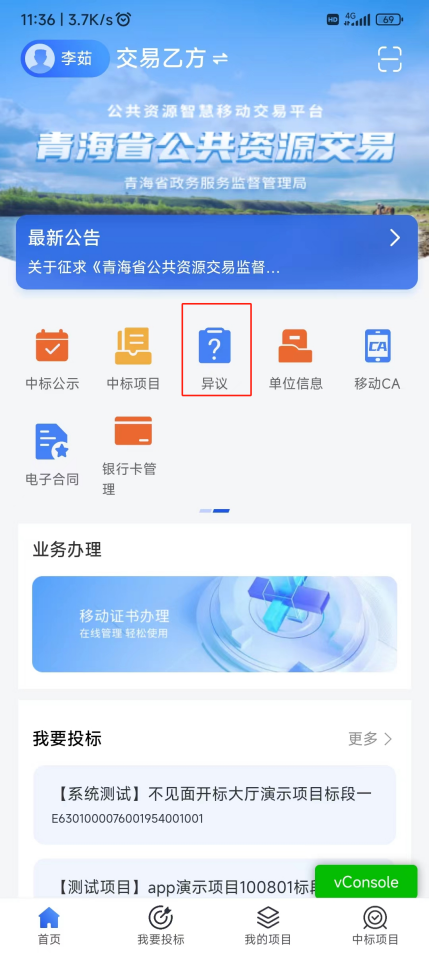 11:36 | 3.7K/s
HD 4G 69
李茹
交易乙方
公共资源智慧移动交易平台
青海省公共资源交易
青海省政务服务监督管理局
最新公告
关于征求《青海省公共资源交易监督...
中标公示
中标项目
?
异议
单位信息
CA
移动CA
电子合同
银行卡管
理
业务办理
移动证书办理
在线管理 轻松使用
我要投标
更多
【系统测试】不见面开标大厅演示项目标段一
E6301000076001954001001
【测试项目】app演示项目100801标段
vConsole
首页
我要投标
我的项目
中标项目